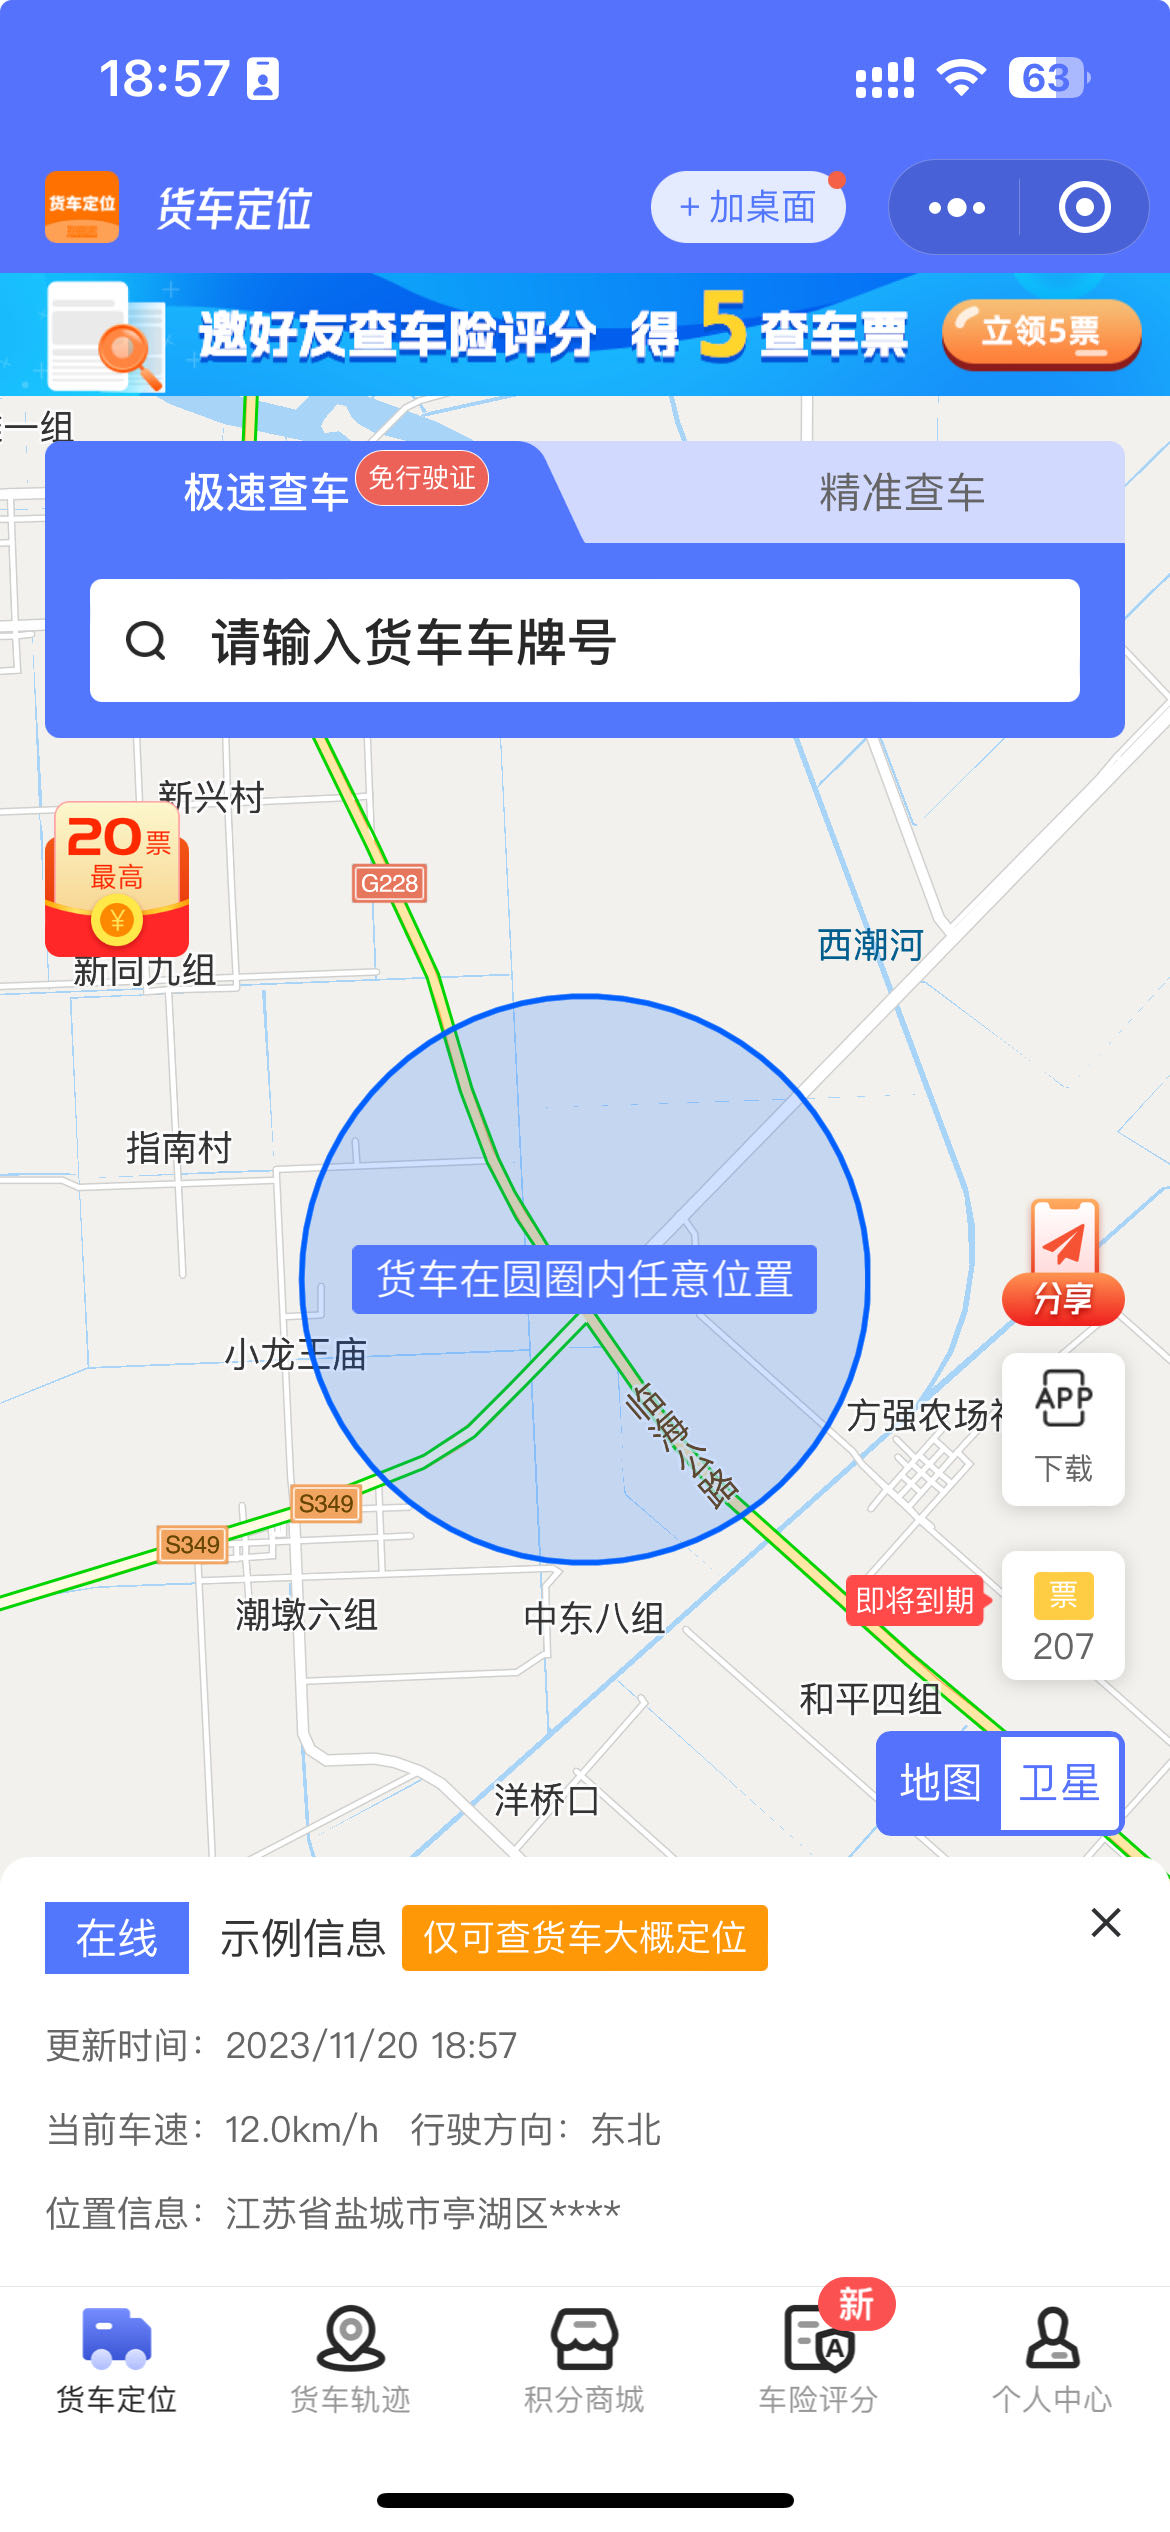 18:57
63
货车定位
货车定位
+ 加桌面
邀好友查车险评分 得5查车票
立领5票
一组
极速查车
免行驶证
精准查车
请输入货车车牌号
新兴村
20票
最高
¥
G228
西潮河
新同九组
指南村
分享
货车在圆圈内任意位置
小龙王庙
临海公路
方强农场社
APP
下载
S349
S349
即将到期
票
207
潮墩六组
中东八组
和平四组
地图
卫星
洋桥口
在线
示例信息
仅可查货车大概定位
更新时间：2023/11/20 18:57
当前车速：12.0km/h 行驶方向：东北
位置信息：江苏省盐城市亭湖区****
新
A
货车定位
货车轨迹
积分商城
车险评分
个人中心